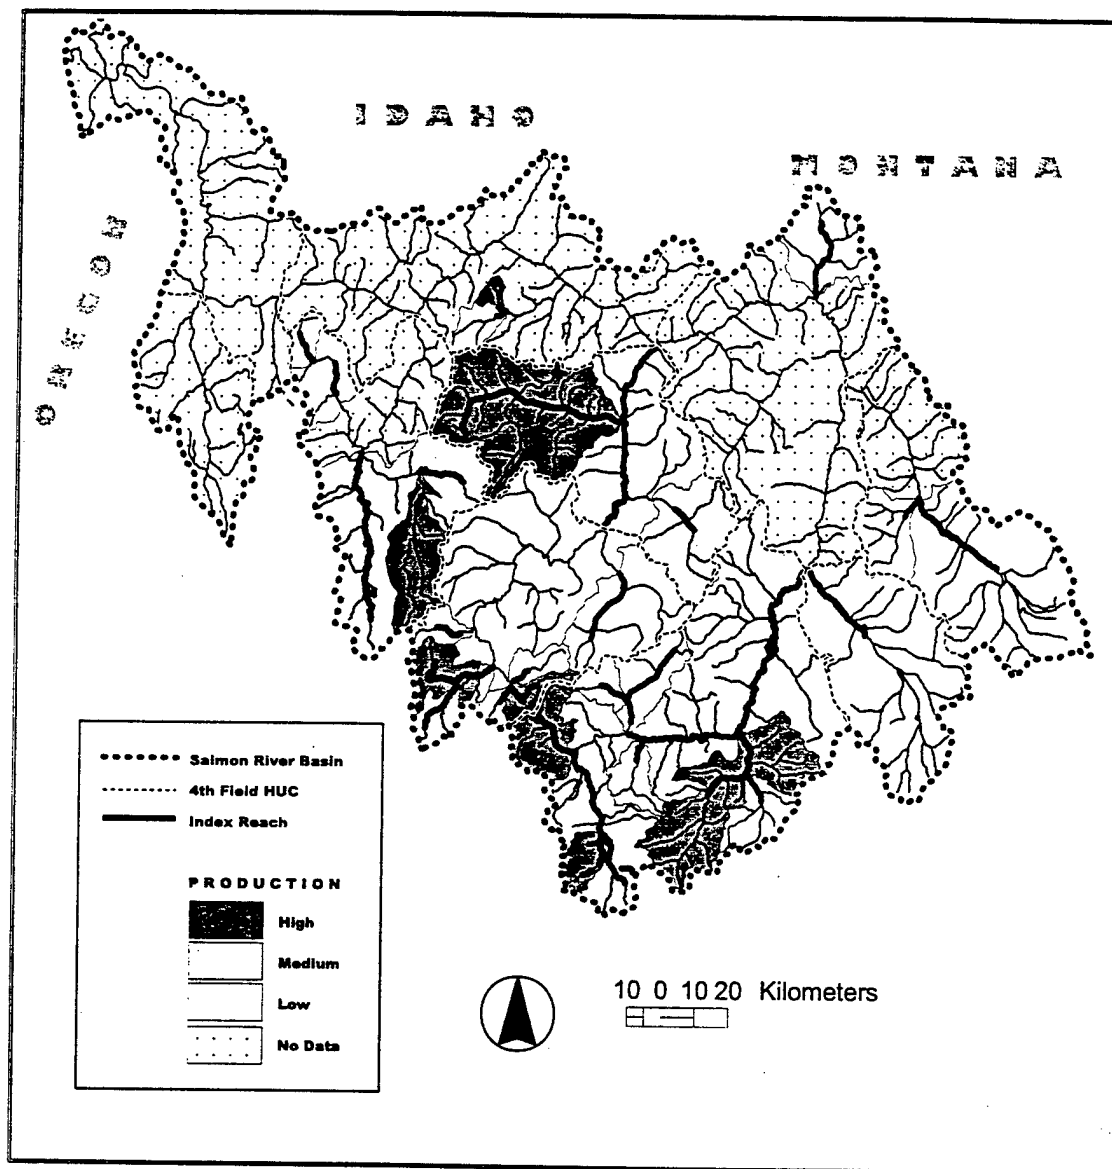 IDAHO
MONTANA
OREGON
Salmon River Basin
4th Field HUC
Index Reach
PRODUCTION
High
Medium
Low
No Data
10 0 10 20 Kilometers